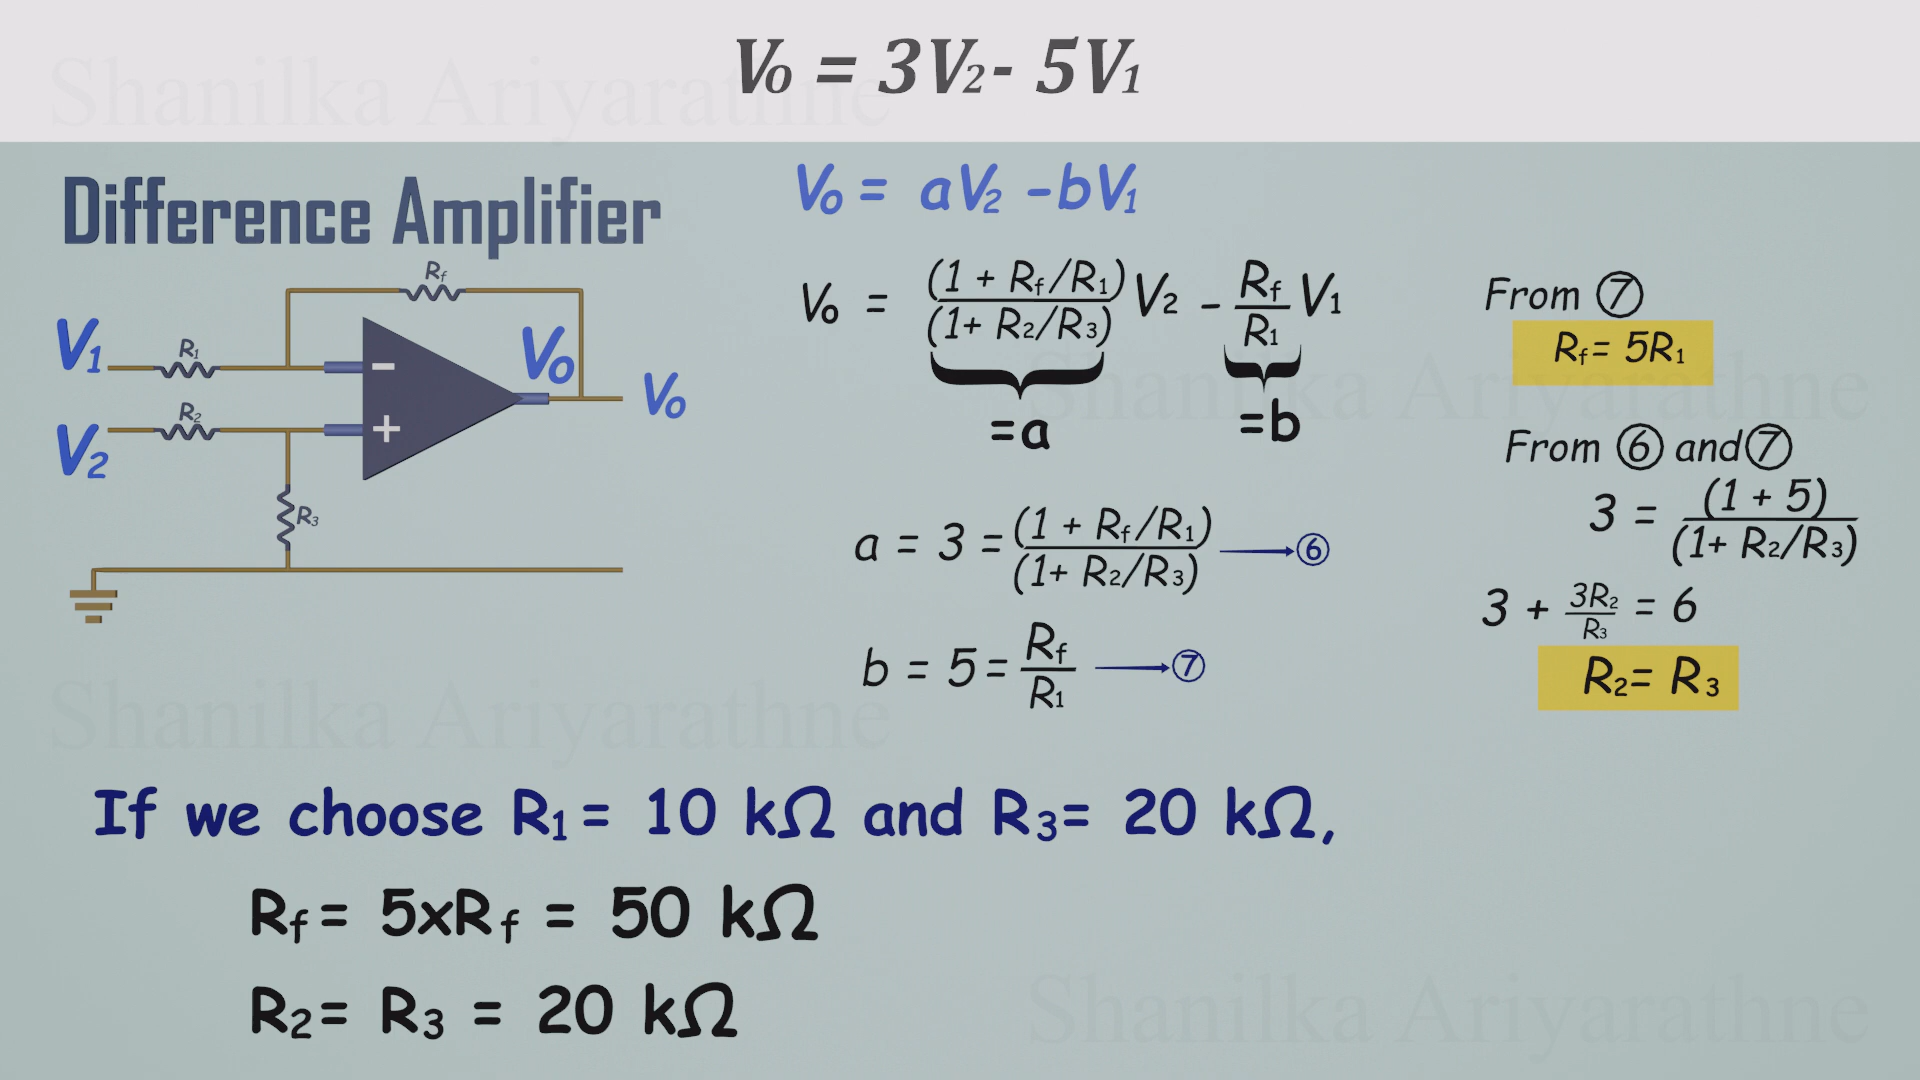 Vo = 3V2 - 5V1
Shanilka Ariyarathne
Difference Amplifier
Rf
V1
R1
−
Vo
Vo
V2
R2
+
R3
Vo = aV2 - bV1
Vo = (1 + Rf/R1) / (1+ R2/R3) V2 - Rf/R1 V1
=a
=b
a = 3 = (1 + Rf/R1) / (1+ R2/R3) → ⑥
b = 5 = Rf/R1 → ⑦
From ⑦
Rf = 5R1
Shanilka Ariyarathne
From ⑥ and ⑦
3 = (1 + 5) / (1+ R2/R3)
3 + 3R2/R3 = 6
R2 = R3
Shanilka Ariyarathne
If we choose R1 = 10 kΩ and R3 = 20 kΩ,
Rf = 5xRf = 50 kΩ
R2 = R3 = 20 kΩ
Shanilka Ariyarathne